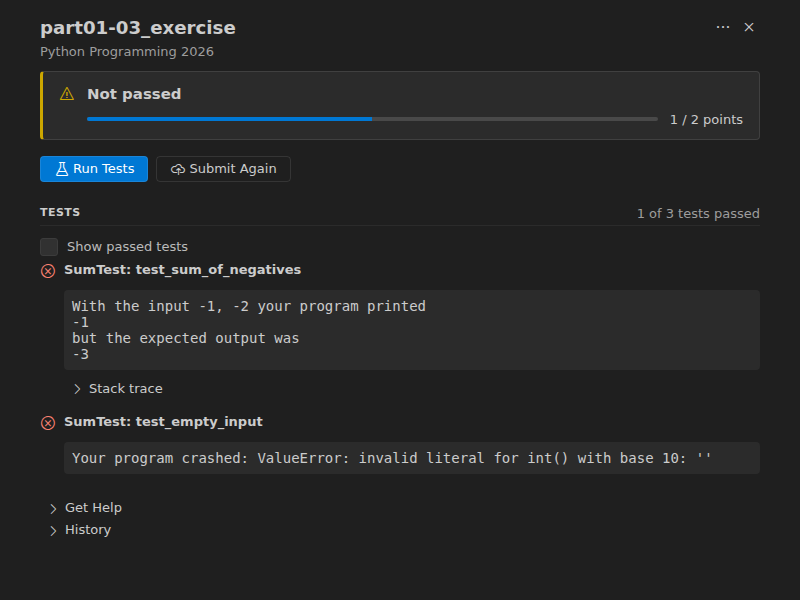 part01-03_exercise
Python Programming 2026
Not passed
1 / 2 points
Run Tests
Submit Again
TESTS
1 of 3 tests passed
Show passed tests
SumTest: test_sum_of_negatives
With the input -1, -2 your program printed
-1
but the expected output was
-3
Stack trace
SumTest: test_empty_input
Your program crashed: ValueError: invalid literal for int() with base 10: ''
Get Help
History